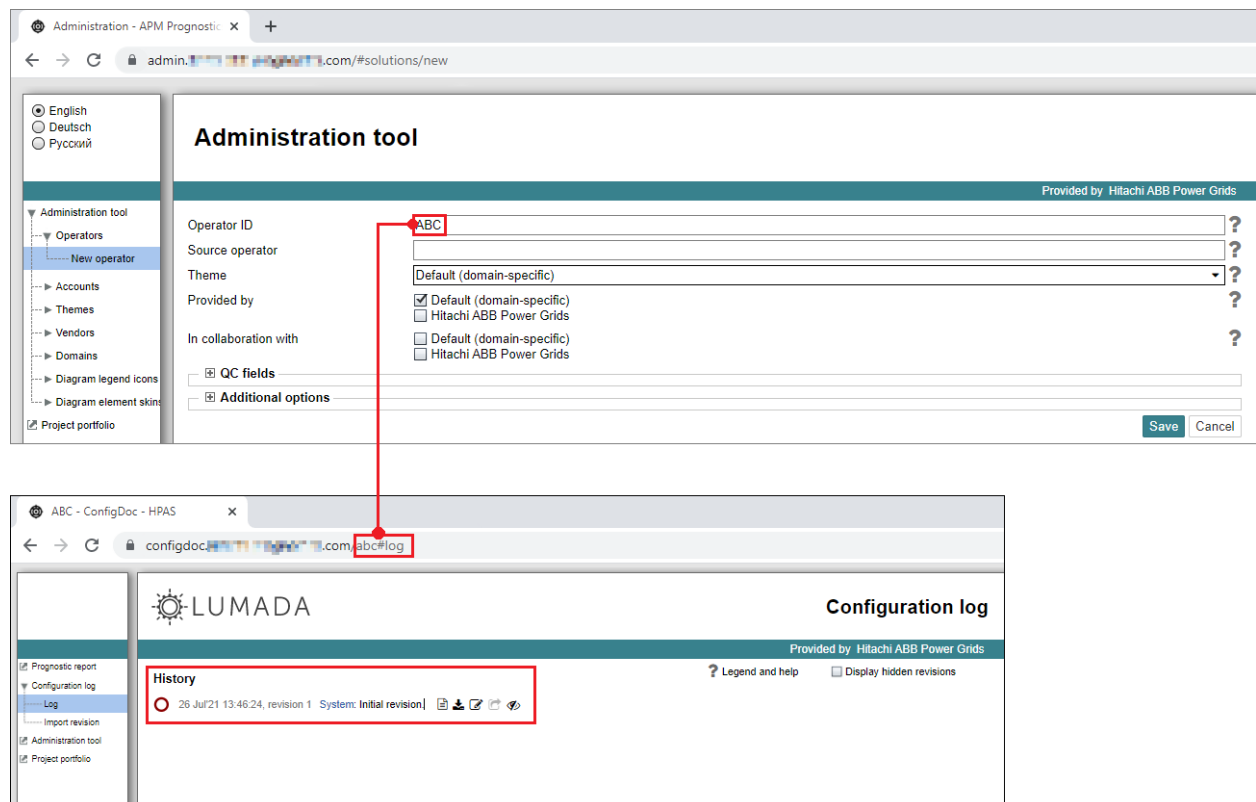 Administration - APM Prognostic
admin.
.com/#solutions/new
English
Deutsch
Русский
Administration tool
Provided by Hitachi ABB Power Grids
Administration tool
Operators
New operator
Accounts
Themes
Vendors
Domains
Diagram legend icons
Diagram element skins
Project portfolio
Operator ID
ABC
?
Source operator
?
Theme
Default (domain-specific)
?
Provided by
Default (domain-specific)
?
Hitachi ABB Power Grids
In collaboration with
Default (domain-specific)
?
Hitachi ABB Power Grids
QC fields
Additional options
Save
Cancel
ABC - ConfigDoc - HPAS
configdoc.
.com/abc#log
LUMADA
Configuration log
Provided by Hitachi ABB Power Grids
Prognostic report
Configuration log
Log
Import revision
Administration tool
Project portfolio
History
? Legend and help
Display hidden revisions
26 Jul'21 13:46:24, revision 1 System: Initial revision.